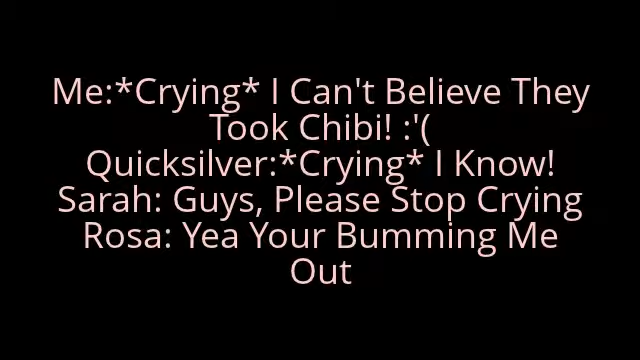 Me:*Crying* I Can't Believe They
Took Chibi! :'(
Quicksilver:*Crying* I Know!
Sarah: Guys, Please Stop Crying
Rosa: Yea Your Bumming Me
Out